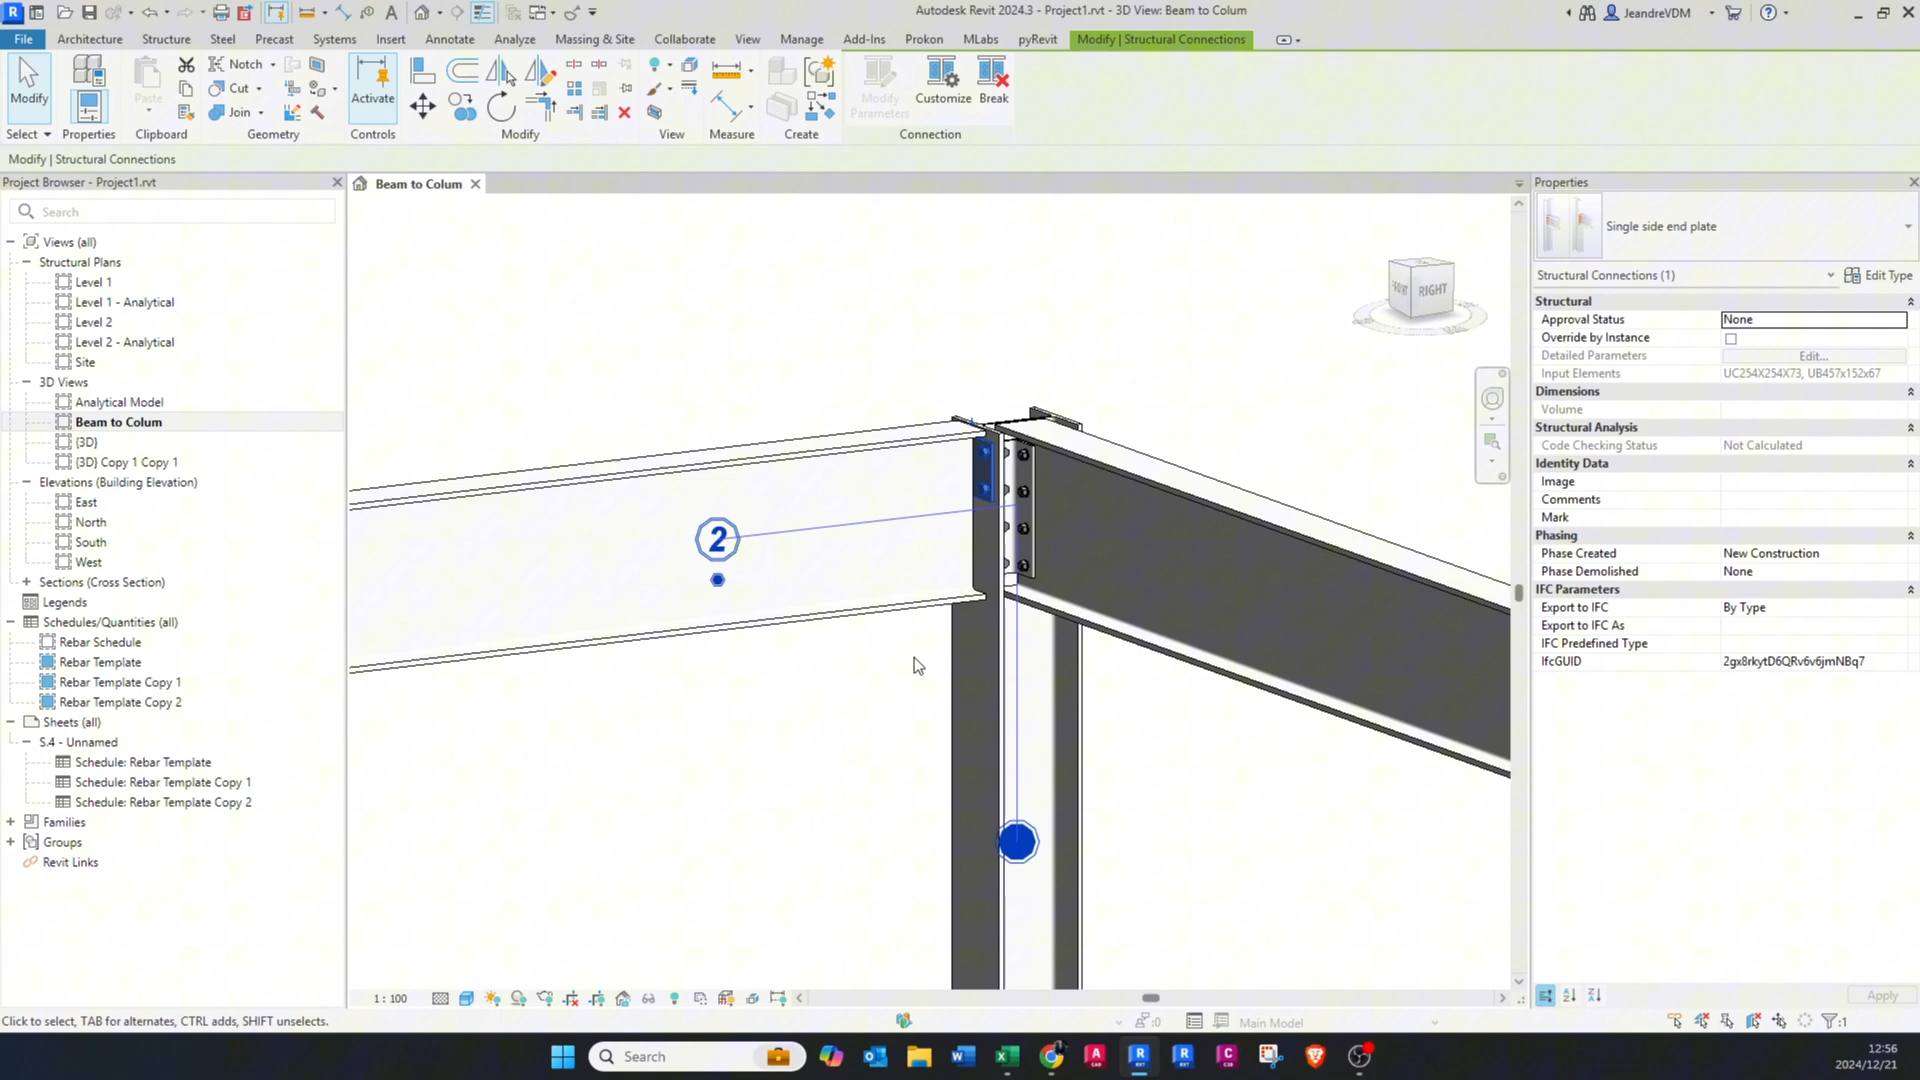 Autodesk Revit 2024.3 - Project1.rvt - 3D View: Beam to Colum
JeandreVDM
File
Architecture
Structure
Steel
Precast
Systems
Insert
Annotate
Analyze
Massing & Site
Collaborate
View
Manage
Add-Ins
Prokon
MLabs
pyRevit
Modify | Structural Connections
Modify
Paste
Notch
Cut
Join
Activate
Modify Parameters
Customize
Break
Select
Properties
Clipboard
Geometry
Controls
Modify
View
Measure
Create
Connection
Modify | Structural Connections
Project Browser - Project1.rvt
Search
Views (all)
Structural Plans
Level 1
Level 1 - Analytical
Level 2
Level 2 - Analytical
Site
3D Views
Analytical Model
Beam to Colum
{3D}
{3D} Copy 1 Copy 1
Elevations (Building Elevation)
East
North
South
West
Sections (Cross Section)
Legends
Schedules/Quantities (all)
Rebar Schedule
Rebar Template
Rebar Template Copy 1
Rebar Template Copy 2
Sheets (all)
S.4 - Unnamed
Schedule: Rebar Template
Schedule: Rebar Template Copy 1
Schedule: Rebar Template Copy 2
Families
Groups
Revit Links
Beam to Colum
FRONT
RIGHT
2
1 : 100
Properties
Single side end plate
Structural Connections (1)
Edit Type
Structural
Approval Status
None
Override by Instance
Detailed Parameters
Edit...
Input Elements
UC254X254X73, UB457x152x67
Dimensions
Volume
Structural Analysis
Code Checking Status
Not Calculated
Identity Data
Image
Comments
Mark
Phasing
Phase Created
New Construction
Phase Demolished
None
IFC Parameters
Export to IFC
By Type
Export to IFC As
IFC Predefined Type
IfcGUID
2gx8rkytD6QRv6v6jmNBq7
Apply
Click to select, TAB for alternates, CTRL adds, SHIFT unselects.
:0
Main Model
:1
Search
12:56
2024/12/21